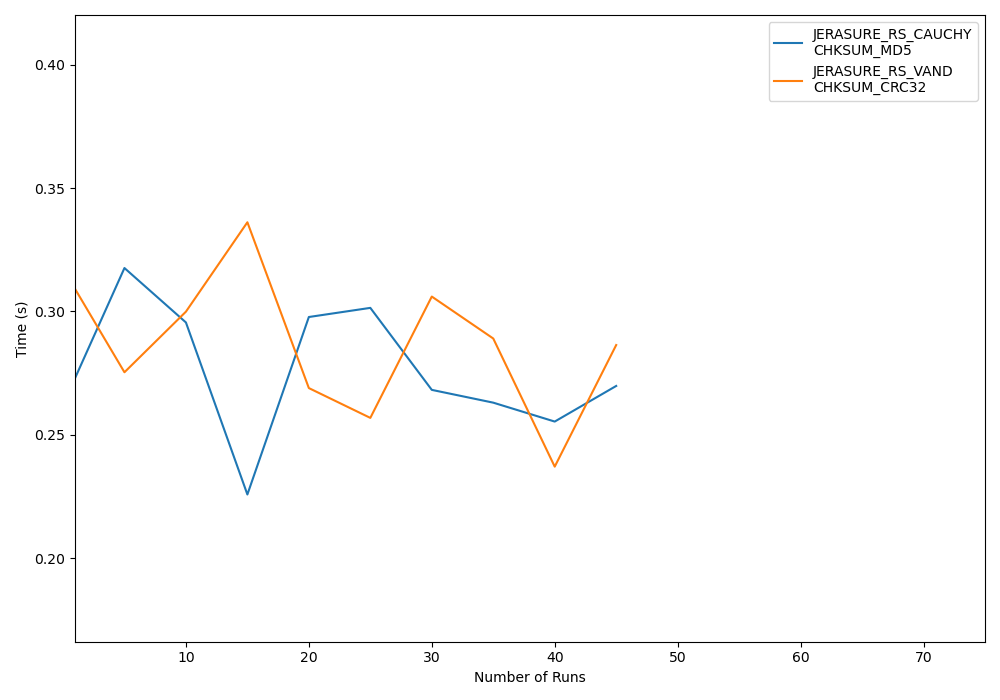 JERASURE_RS_CAUCHY
CHKSUM_MD5
JERASURE_RS_VAND
CHKSUM_CRC32
0.40
0.35
0.30
0.25
0.20
Time (s)
10 20 30 40 50 60 70
Number of Runs